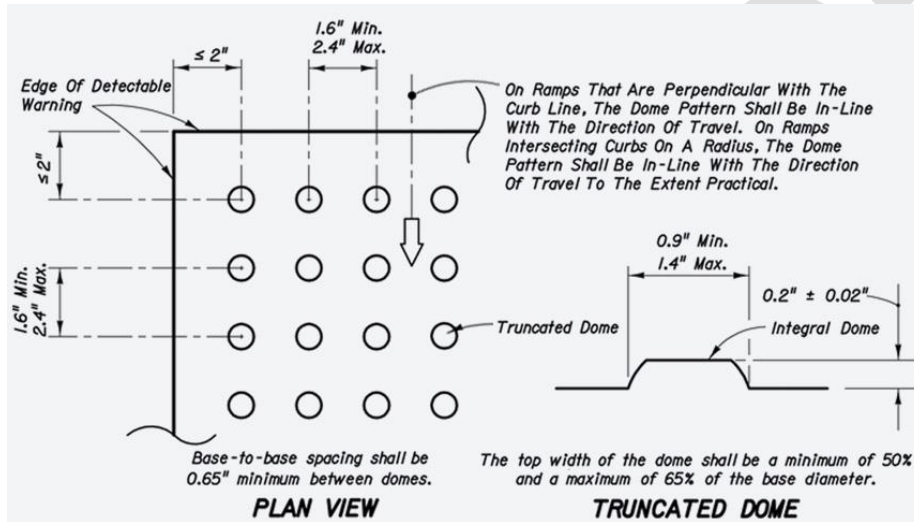 ≤ 2"
1.6" Min.
2.4" Max.
Edge Of Detectable
Warning
On Ramps That Are Perpendicular With The
Curb Line, The Dome Pattern Shall Be In-Line
With The Direction Of Travel. On Ramps
Intersecting Curbs On A Radius, The Dome
Pattern Shall Be In-Line With The Direction
Of Travel To The Extent Practical.
≤ 2"
1.6" Min.
2.4" Max.
Truncated Dome
0.9" Min.
1.4" Max.
0.2" ± 0.02"
Integral Dome
Base-to-base spacing shall be
0.65" minimum between domes.
PLAN VIEW
The top width of the dome shall be a minimum of 50%
and a maximum of 65% of the base diameter.
TRUNCATED DOME